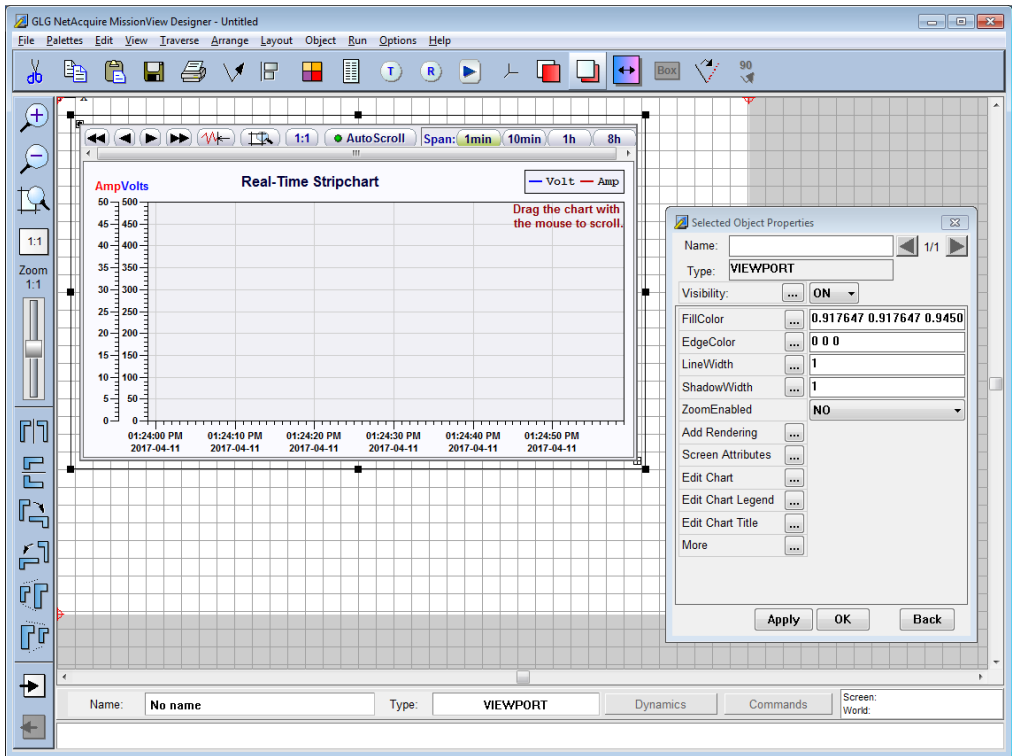 GLG NetAcquire MissionView Designer - Untitled
File Palettes Edit View Traverse Arrange Layout Object Run Options Help
T R Box 90
1:1
Zoom
1:1
1:1 AutoScroll Span: 1min 10min 1h 8h
Real-Time Stripchart
Volt Amp
AmpVolts
Drag the chart with
the mouse to scroll.
50 500
45 450
40 400
35 350
30 300
25 250
20 200
15 150
10 100
5 50
0 0
01:24:00 PM 01:24:10 PM 01:24:20 PM 01:24:30 PM 01:24:40 PM 01:24:50 PM
2017-04-11 2017-04-11 2017-04-11 2017-04-11 2017-04-11 2017-04-11
Selected Object Properties
Name: 1/1
Type: VIEWPORT
Visibility: ... ON
FillColor ... 0.917647 0.917647 0.9450
EdgeColor ... 0 0 0
LineWidth ... 1
ShadowWidth ... 1
ZoomEnabled NO
Add Rendering ...
Screen Attributes ...
Edit Chart ...
Edit Chart Legend ...
Edit Chart Title ...
More ...
Apply OK Back
Name: No name Type: VIEWPORT Dynamics Commands
Screen:
World: